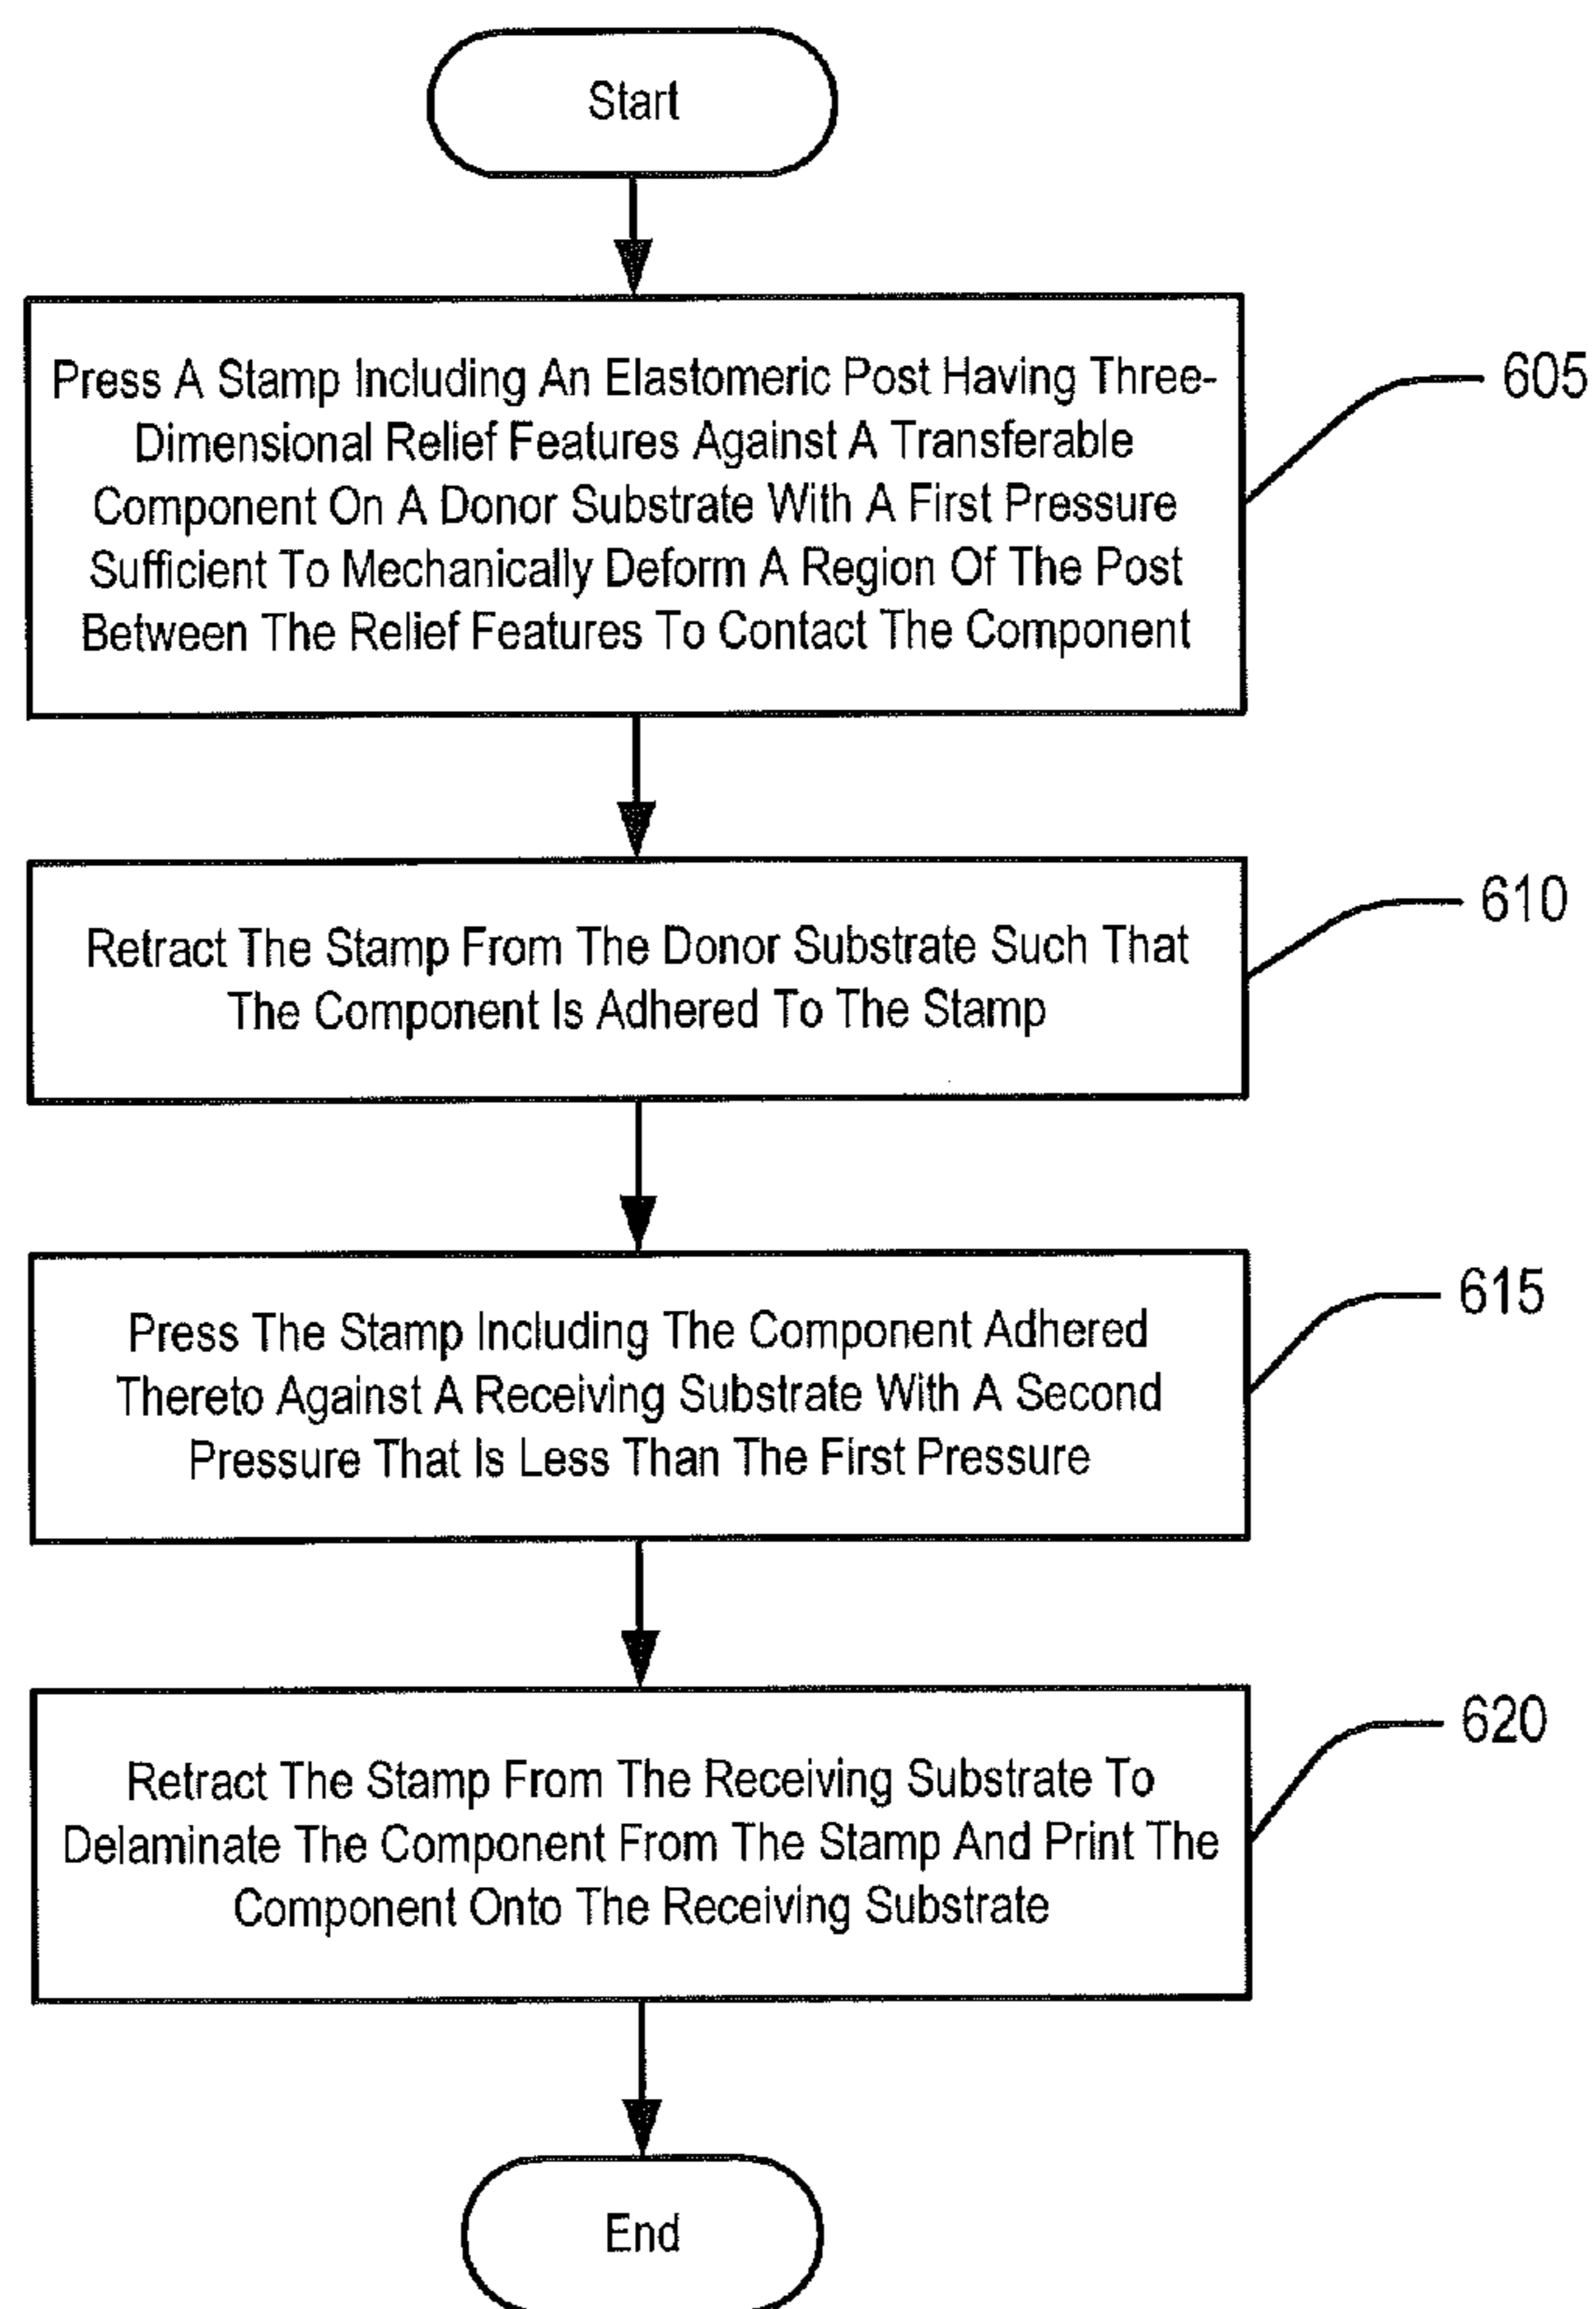 Start
Press A Stamp Including An Elastomeric Post Having Three-
Dimensional Relief Features Against A Transferable
Component On A Donor Substrate With A First Pressure
Sufficient To Mechanically Deform A Region Of The Post
Between The Relief Features To Contact The Component
605
Retract The Stamp From The Donor Substrate Such That
The Component Is Adhered To The Stamp
610
Press The Stamp Including The Component Adhered
Thereto Against A Receiving Substrate With A Second
Pressure That Is Less Than The First Pressure
615
Retract The Stamp From The Receiving Substrate To
Delaminate The Component From The Stamp And Print The
Component Onto The Receiving Substrate
620
End